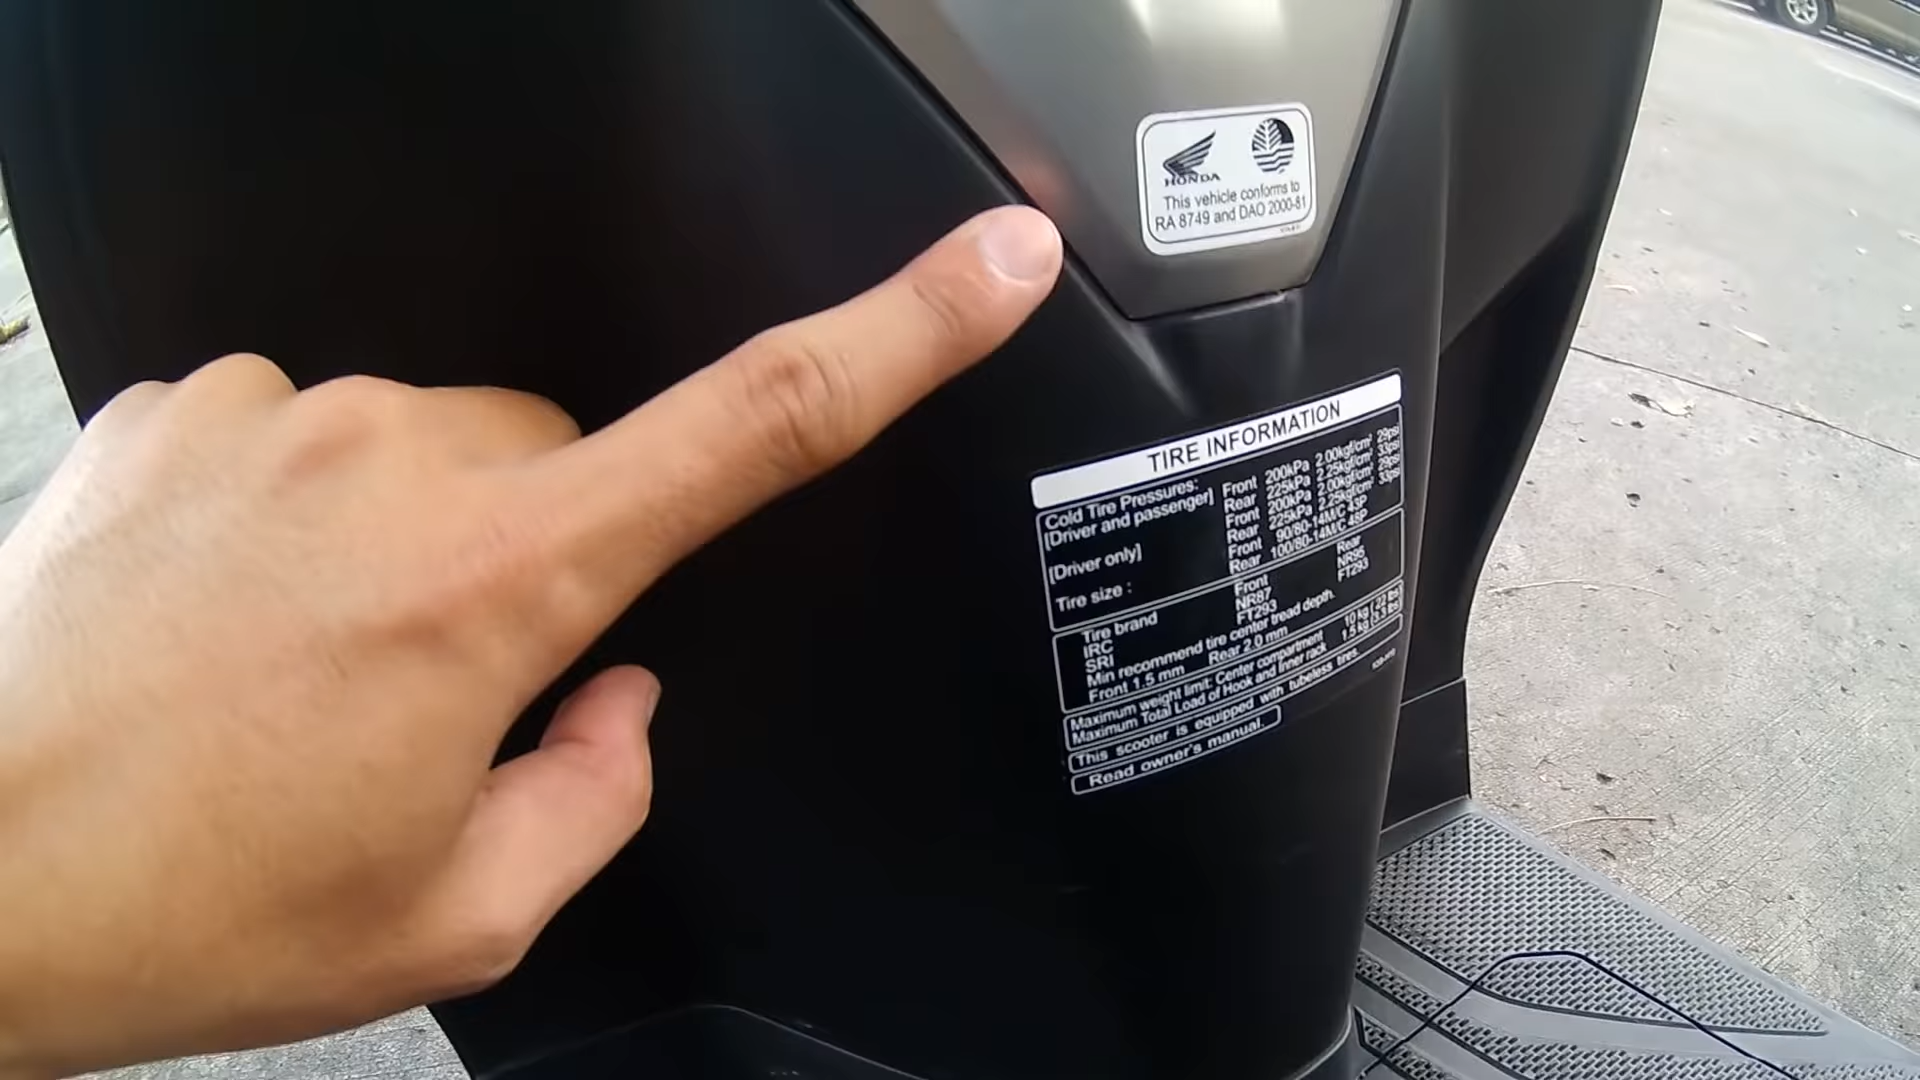 HONDA
This vehicle conforms to
RA 8749 and DAO 2000-81
TIRE INFORMATION
Cold Tire Pressures:
[Driver and passenger] Front 200kPa 2.00kgf/cm² 29psi
Rear 225kPa 2.25kgf/cm² 33psi
[Driver only] Front 200kPa 2.00kgf/cm² 29psi
Rear 225kPa 2.25kgf/cm² 33psi
Tire size : Front 90/80-14M/C 43P
Rear 100/80-14M/C 48P
Tire brand Front Rear
IRC NR87 NR95
SRI FT293 FT293
Min recommend tire center tread depth.
Front 1.5 mm Rear 2.0 mm
Maximum weight limit: Center compartment 10 kg (22 lbs
Maximum Total Load of Hook and Inner rack 1.5 kg (3.3 lbs
This scooter is equipped with tubeless tires.
Read owner's manual.